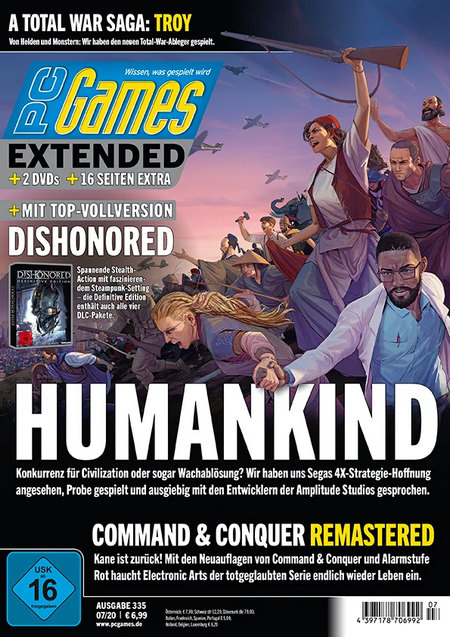 A TOTAL WAR SAGA: TROY
Von Helden und Monstern: Wir haben den neuen Total-War-Ableger gespielt.
Wissen, was gespielt wird
PC Games
EXTENDED
+2 DVDs +16 SEITEN EXTRA
+MIT TOP-VOLLVERSION
DISHONORED
DISHONORED
DEFINITIVE EDITION
Spannende Stealth-
Action mit faszinieren-
dem Steampunk-Setting
– die Definitive Edition
enthält auch alle vier
DLC-Pakete.
HUMANKIND
Konkurrenz für Civilization oder sogar Wachablösung? Wir haben uns Segas 4X-Strategie-Hoffnung
angesehen, Probe gespielt und ausgiebig mit den Entwicklern der Amplitude Studios gesprochen.
COMMAND & CONQUER REMASTERED
Kane ist zurück! Mit den Neuauflagen von Command & Conquer und Alarmstufe
Rot haucht Electronic Arts der totgeglaubten Serie endlich wieder Leben ein.
USK
ab
16
freigegeben
AUSGABE 335
07/20 | € 6,99
www.pcgames.de
07
4 397178 706992